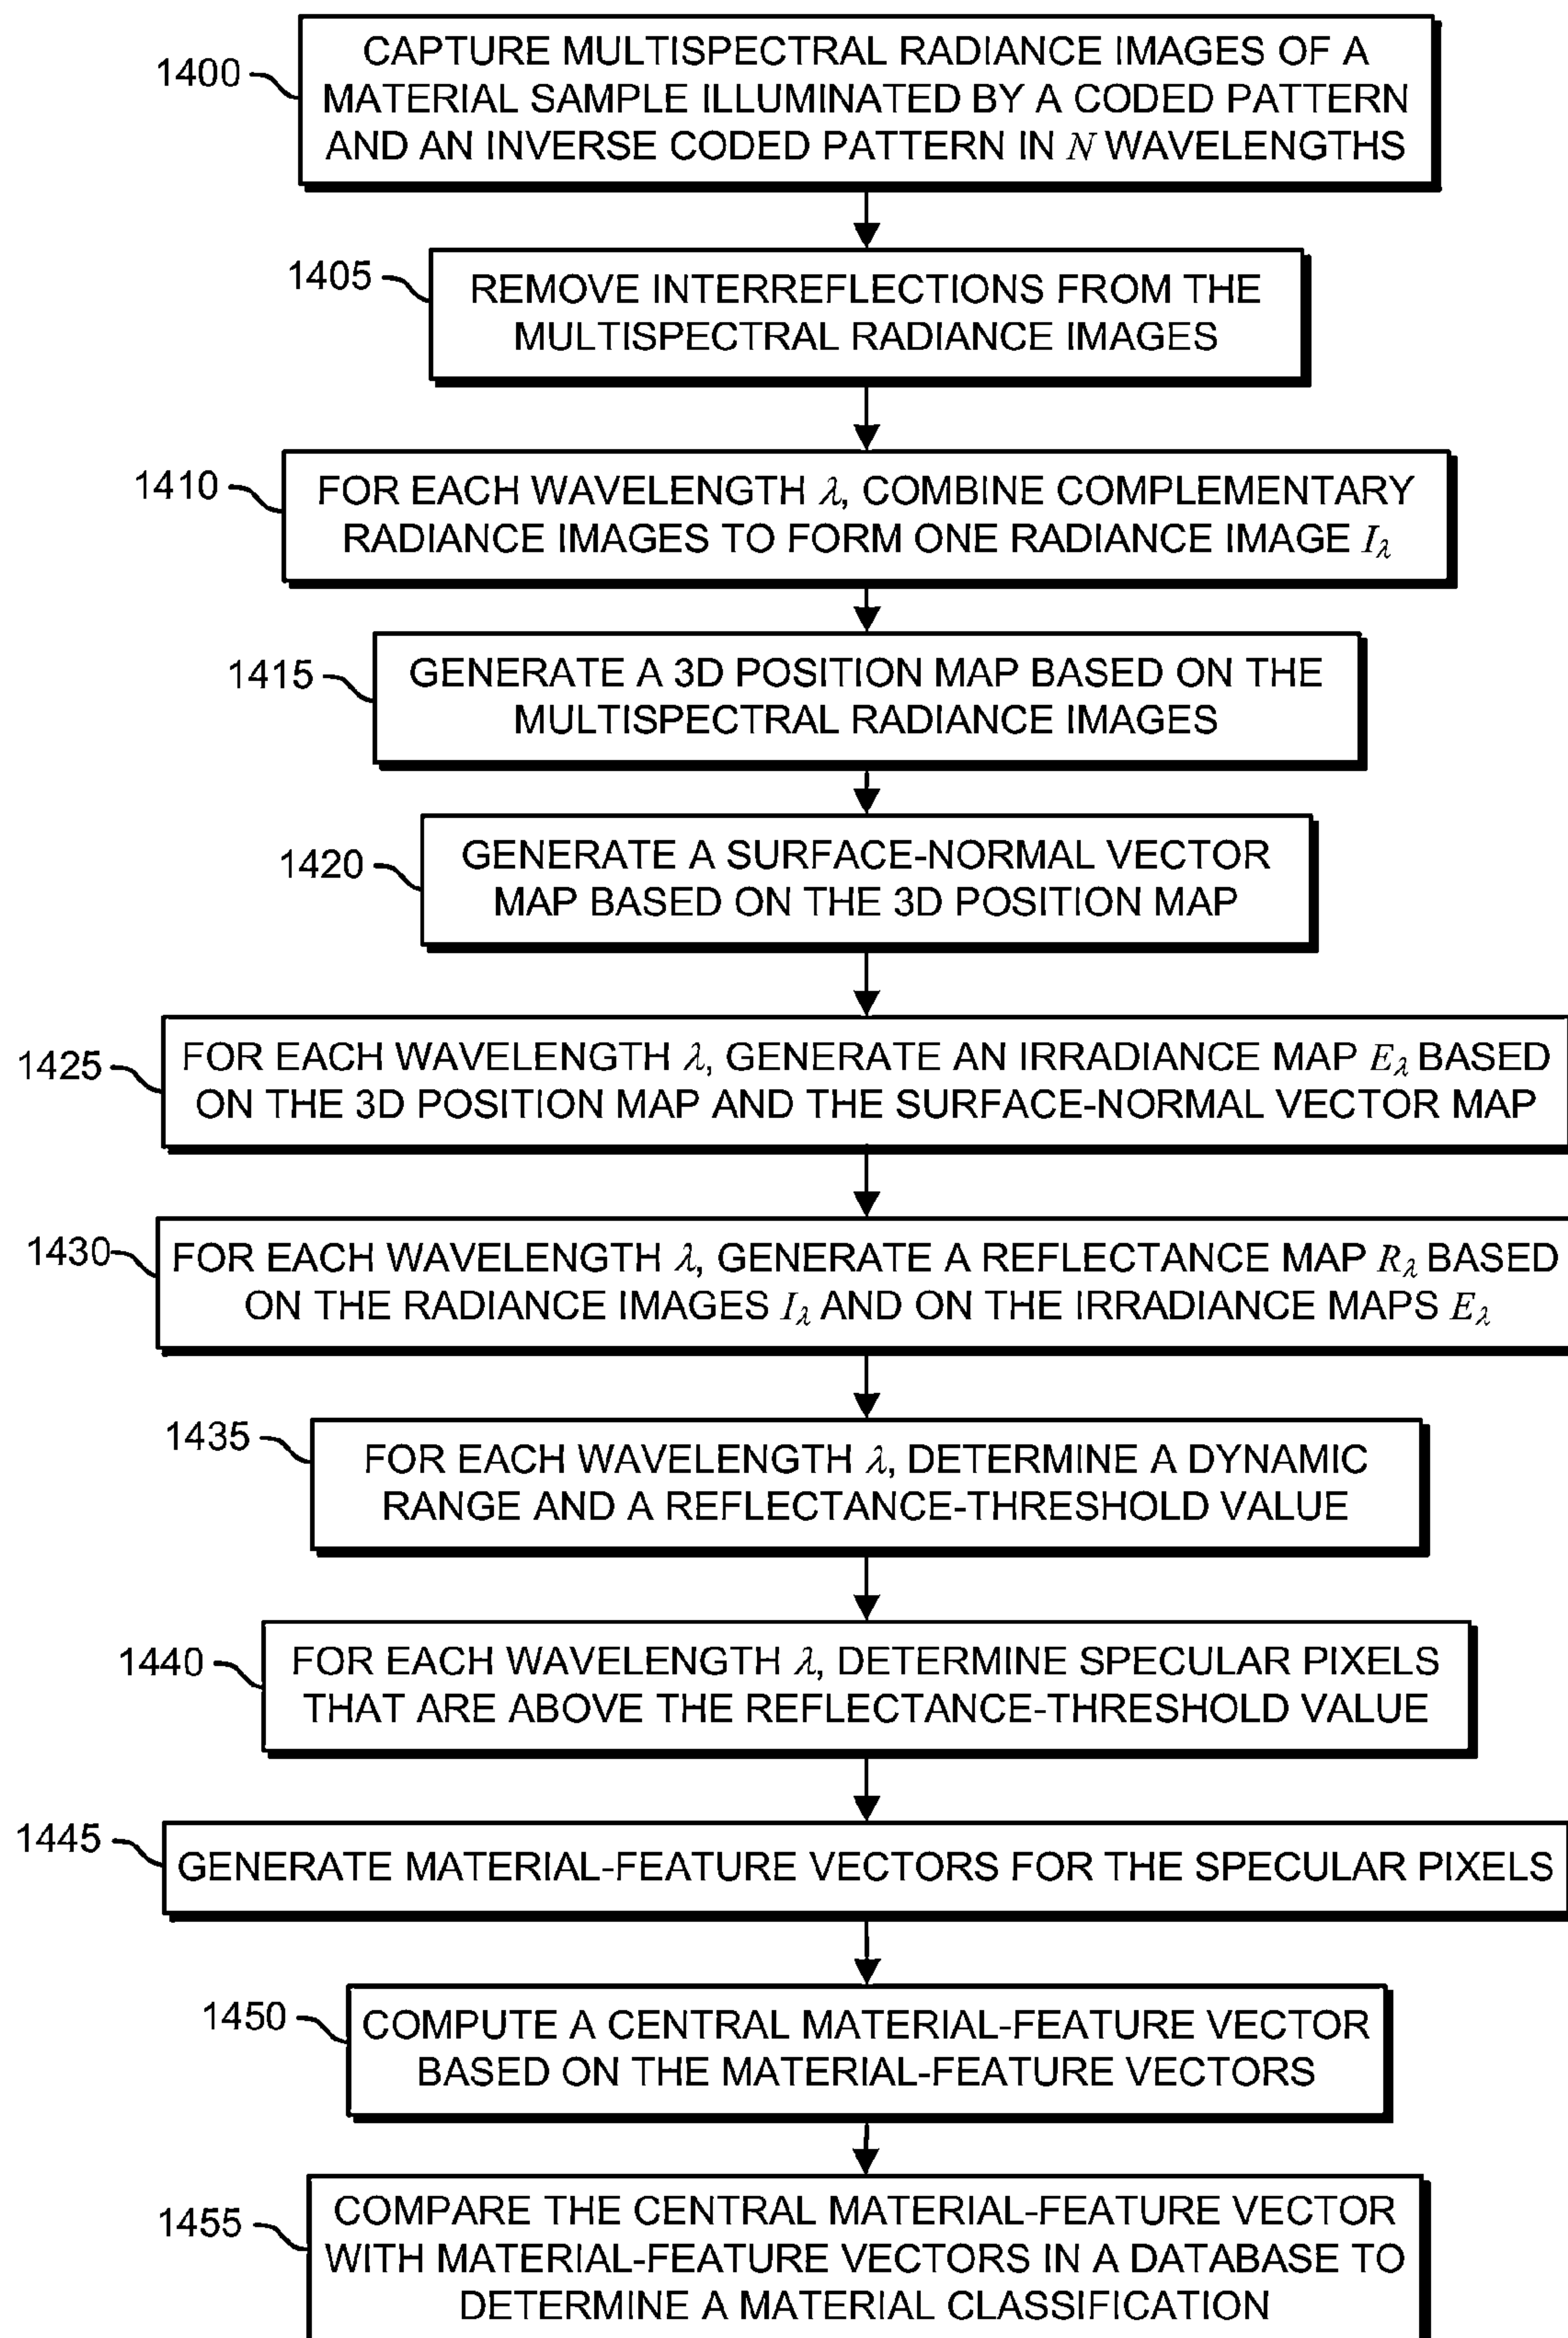 1400
CAPTURE MULTISPECTRAL RADIANCE IMAGES OF A
MATERIAL SAMPLE ILLUMINATED BY A CODED PATTERN
AND AN INVERSE CODED PATTERN IN N WAVELENGTHS
1405
REMOVE INTERREFLECTIONS FROM THE
MULTISPECTRAL RADIANCE IMAGES
1410
FOR EACH WAVELENGTH λ, COMBINE COMPLEMENTARY
RADIANCE IMAGES TO FORM ONE RADIANCE IMAGE Iλ
1415
GENERATE A 3D POSITION MAP BASED ON THE
MULTISPECTRAL RADIANCE IMAGES
1420
GENERATE A SURFACE-NORMAL VECTOR
MAP BASED ON THE 3D POSITION MAP
1425
FOR EACH WAVELENGTH λ, GENERATE AN IRRADIANCE MAP Eλ BASED
ON THE 3D POSITION MAP AND THE SURFACE-NORMAL VECTOR MAP
1430
FOR EACH WAVELENGTH λ, GENERATE A REFLECTANCE MAP Rλ BASED
ON THE RADIANCE IMAGES Iλ AND ON THE IRRADIANCE MAPS Eλ
1435
FOR EACH WAVELENGTH λ, DETERMINE A DYNAMIC
RANGE AND A REFLECTANCE-THRESHOLD VALUE
1440
FOR EACH WAVELENGTH λ, DETERMINE SPECULAR PIXELS
THAT ARE ABOVE THE REFLECTANCE-THRESHOLD VALUE
1445
GENERATE MATERIAL-FEATURE VECTORS FOR THE SPECULAR PIXELS
1450
COMPUTE A CENTRAL MATERIAL-FEATURE VECTOR
BASED ON THE MATERIAL-FEATURE VECTORS
1455
COMPARE THE CENTRAL MATERIAL-FEATURE VECTOR
WITH MATERIAL-FEATURE VECTORS IN A DATABASE TO
DETERMINE A MATERIAL CLASSIFICATION